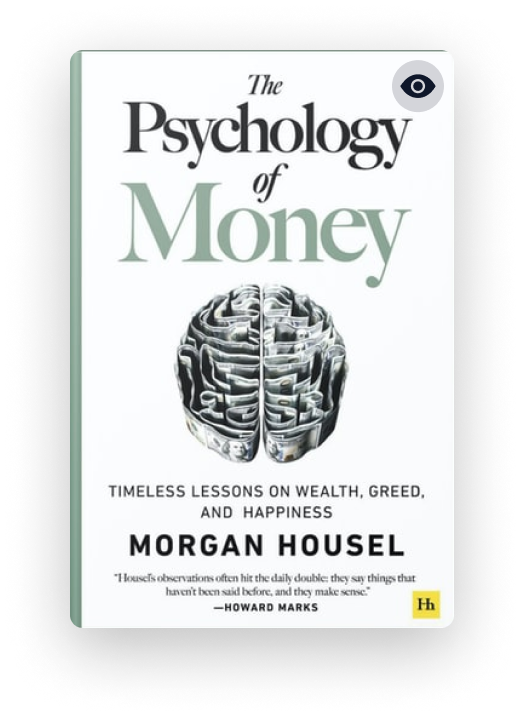 The
Psychology
of
Money
TIMELESS LESSONS ON WEALTH, GREED,
AND HAPPINESS
MORGAN HOUSEL
“Housel’s observations often hit the daily double: they say things that
haven’t been said before, and they make sense.”
—HOWARD MARKS
Hh